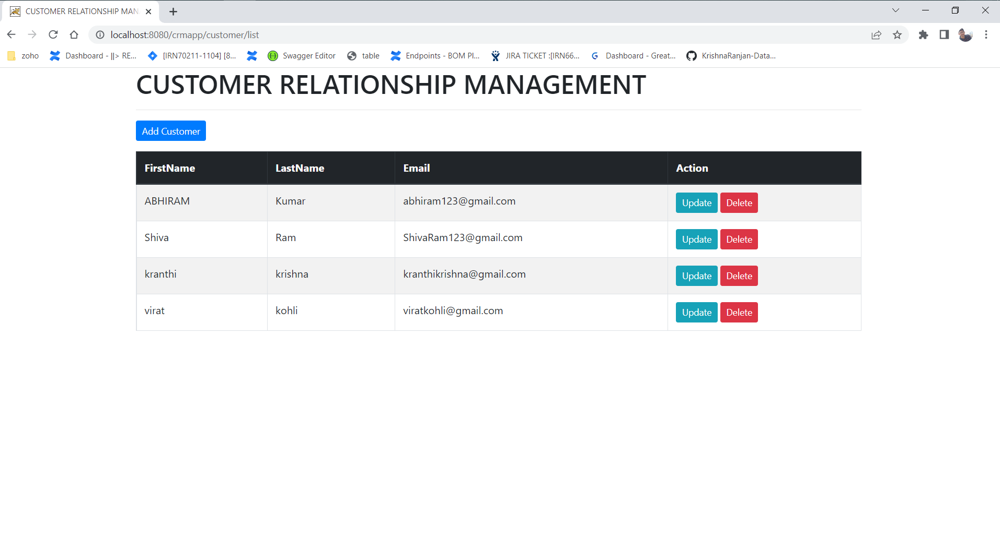 CUSTOMER RELATIONSHIP MAN
localhost:8080/crmapp/customer/list
zoho Dashboard - ||> RE... [IRN70211-1104] [8... Swagger Editor table Endpoints - BOM Pl... JIRA TICKET :[IRN66... Dashboard - Great... KrishnaRanjan-Data...
CUSTOMER RELATIONSHIP MANAGEMENT
Add Customer
FirstName LastName Email Action
ABHIRAM Kumar abhiram123@gmail.com Update Delete
Shiva Ram ShivaRam123@gmail.com Update Delete
kranthi krishna kranthikrishna@gmail.com Update Delete
virat kohli viratkohli@gmail.com Update Delete